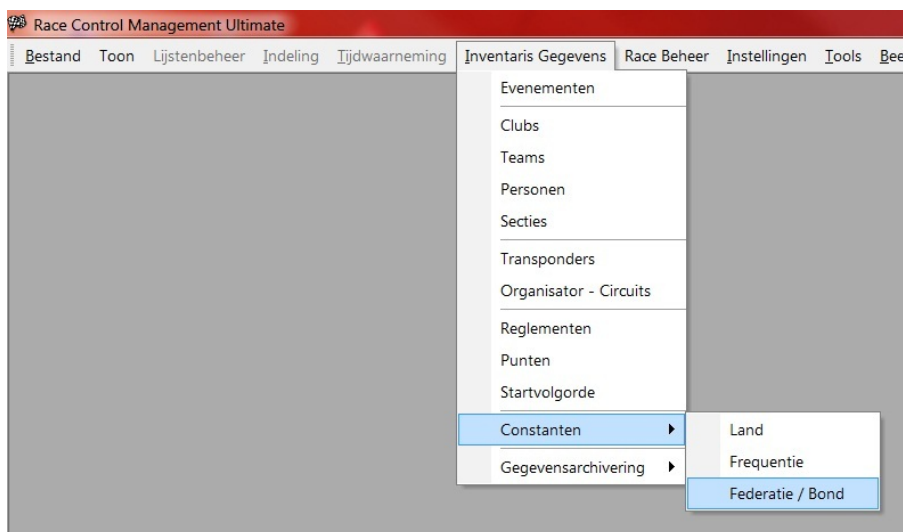 Race Control Management Ultimate
Bestand Toon Lijstenbeheer Indeling Tijdwaarneming Inventaris Gegevens Race Beheer Instellingen Tools Bee
Evenementen
Clubs
Teams
Personen
Secties
Transponders
Organisator - Circuits
Reglementen
Punten
Startvolgorde
Constanten
Land
Frequentie
Gegevensarchivering
Federatie / Bond